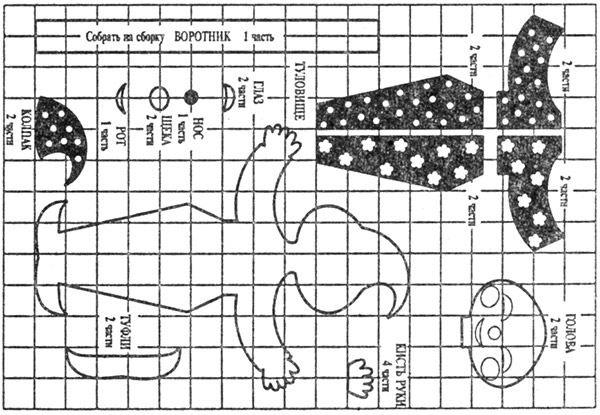 Собрать на сборку ВОРОТНИК 1 часть
2 части
2 части
ТУЛОВИЩЕ
ГЛАЗ
2 части
НОС
1 часть
ЩЕКА
2 части
РОТ
1 часть
КОЛПАК
2 части
2 части
2 части
ГОЛОВА
2 части
КИСТЬ РУКИ
4 части
ТУФЛИ
2 части